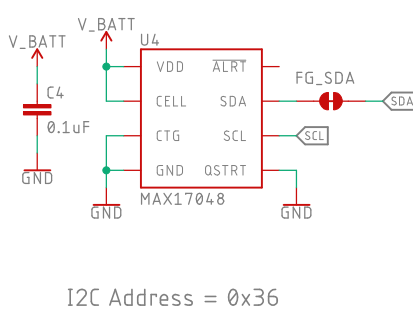 V_BATT
V_BATT
U4
VDD
ALRT
FG_SDA
C4
CELL
SDA
SDA
0.1uF
CTG
SCL
SCL
GND
GND
QSTRT
GND
MAX17048
GND
I2C Address = 0x36